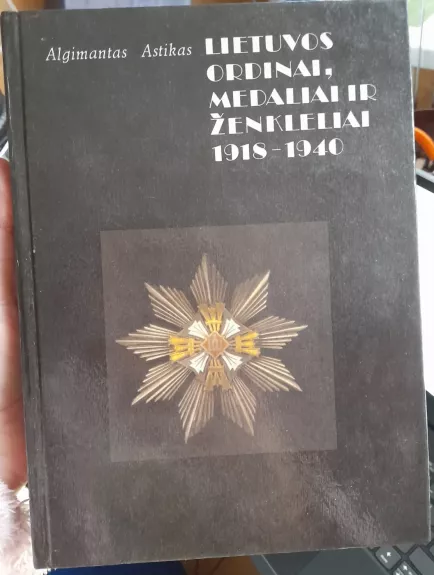 Algimantas Astikas LIETUVOS
ORDINAI,
MEDALIAI IR
ŽENKLELIAI
1918–1940